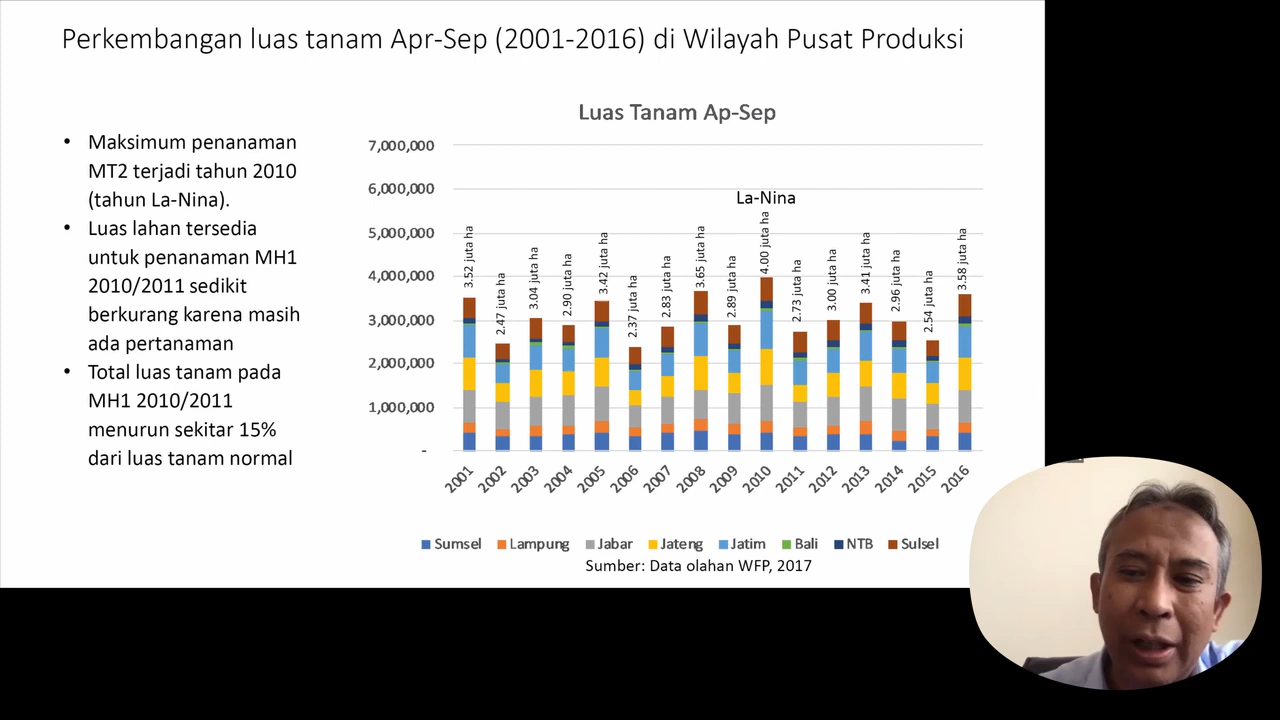 Perkembangan luas tanam Apr-Sep (2001-2016) di Wilayah Pusat Produksi
• Maksimum penanaman
MT2 terjadi tahun 2010
(tahun La-Nina).
• Luas lahan tersedia
untuk penanaman MH1
2010/2011 sedikit
berkurang karena masih
ada pertanaman
• Total luas tanam pada
MH1 2010/2011
menurun sekitar 15%
dari luas tanam normal
Luas Tanam Ap-Sep
7,000,000
6,000,000
5,000,000
4,000,000
3,000,000
2,000,000
1,000,000
-
La-Nina
3.52 juta ha
2.47 juta ha
3.04 juta ha
2.90 juta ha
3.42 juta ha
2.37 juta ha
2.83 juta ha
3.65 juta ha
2.89 juta ha
4.00 juta ha
2.73 juta ha
3.00 juta ha
3.41 juta ha
2.96 juta ha
2.54 juta ha
3.58 juta ha
2001
2002
2003
2004
2005
2006
2007
2008
2009
2010
2011
2012
2013
2014
2015
2016
Sumsel Lampung Jabar Jateng Jatim Bali NTB Sulsel
Sumber: Data olahan WFP, 2017